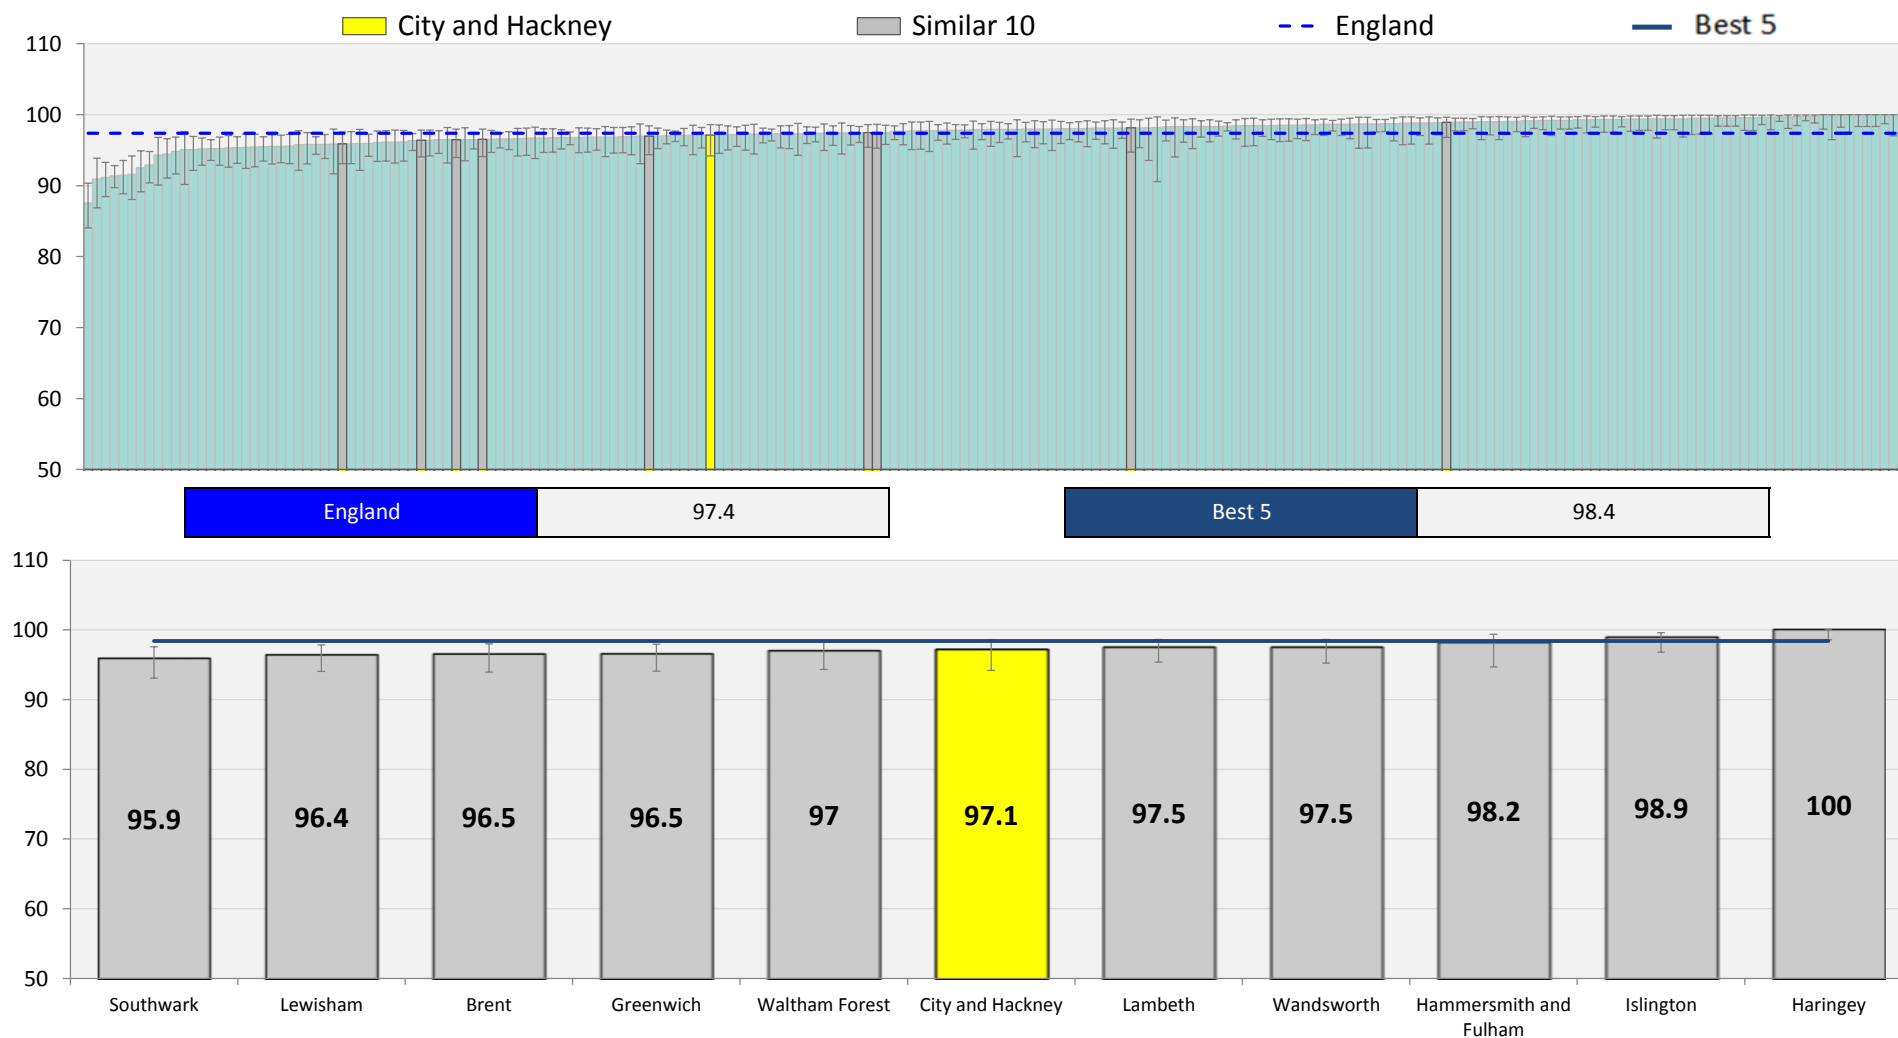 City and Hackney Similar 10 England Best 5
110
100
90
80
70
60
50
England 97.4 Best 5 98.4
110
100
90
80
70
60
50
95.9 96.4 96.5 96.5 97 97.1 97.5 97.5 98.2 98.9 100
Southwark Lewisham Brent Greenwich Waltham Forest City and Hackney Lambeth Wandsworth Hammersmith and Islington Haringey
Fulham